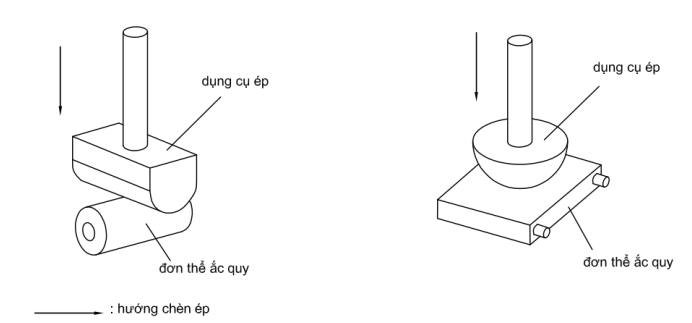 dụng cụ ép
dụng cụ ép
đơn thể ắc quy
đơn thể ắc quy
: hướng chèn ép